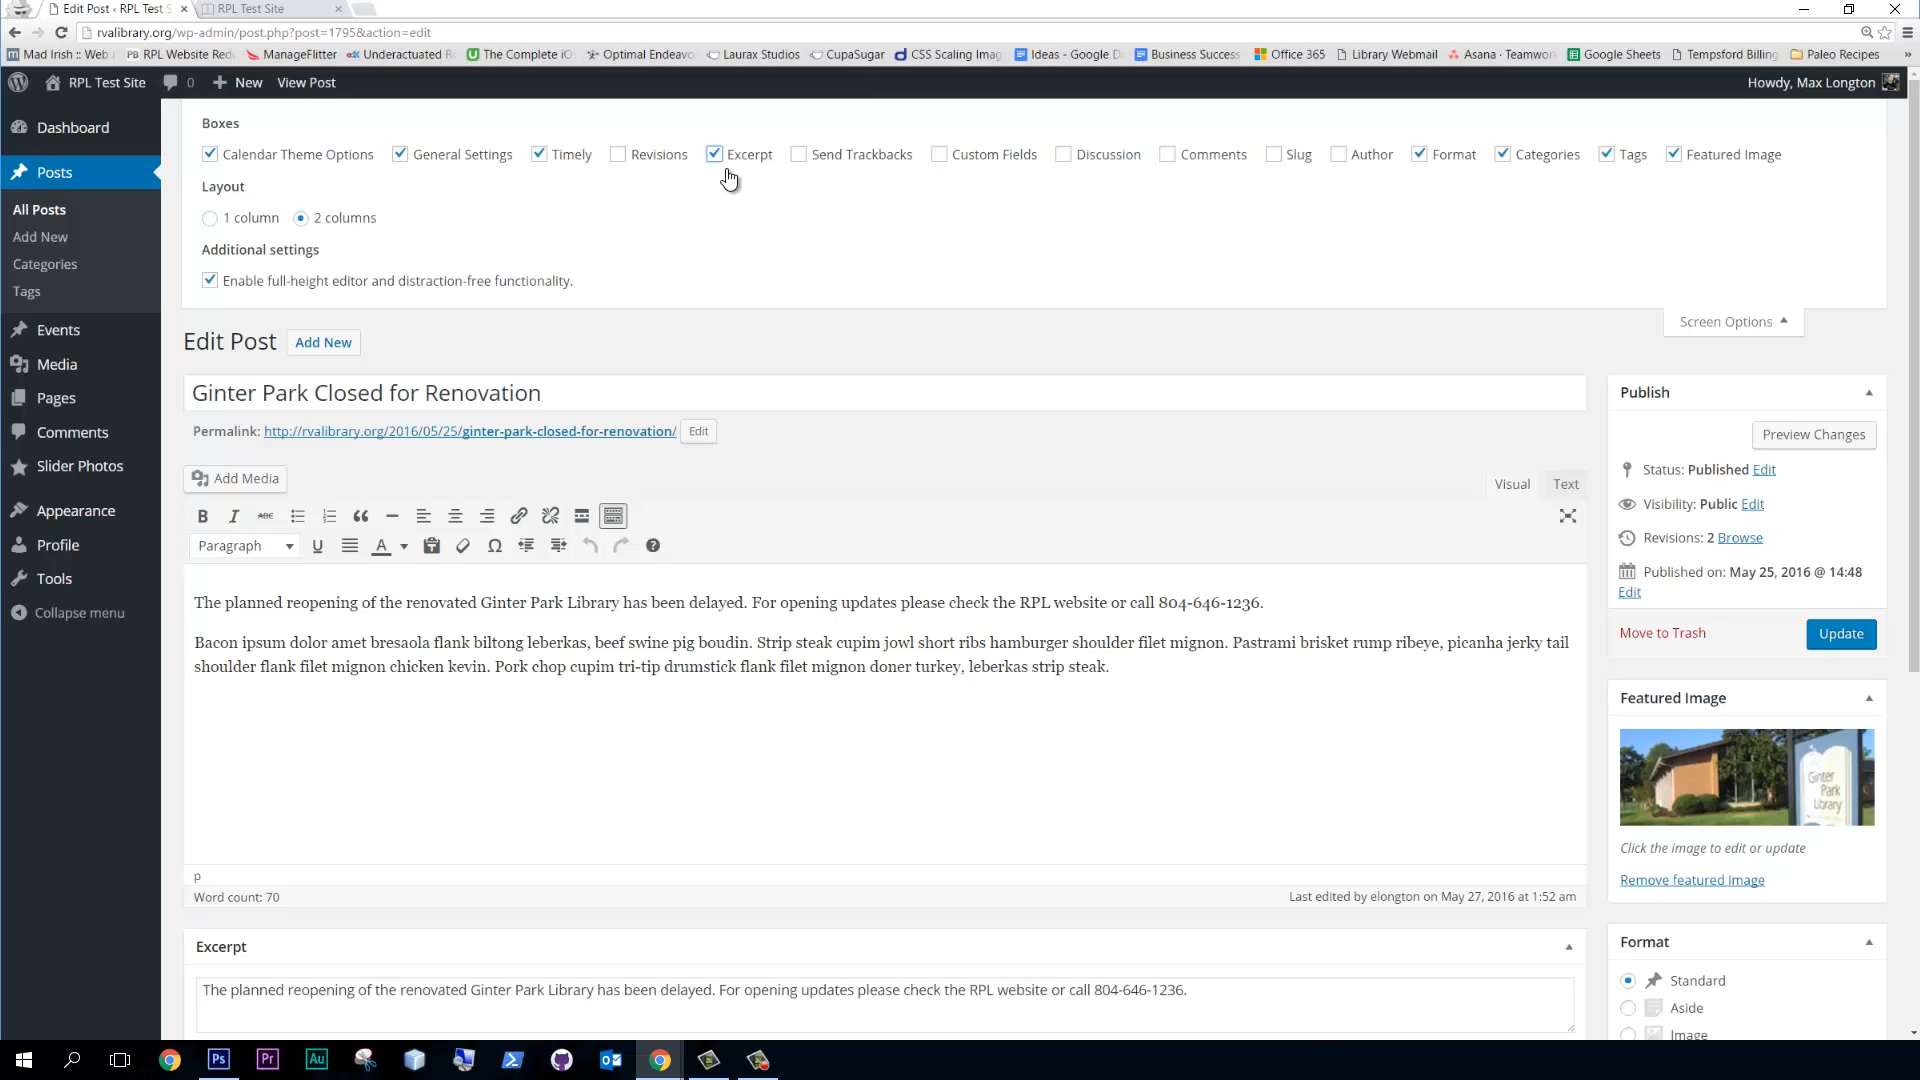 Edit Post ‹ RPL Test S
RPL Test Site
rvalibrary.org/wp-admin/post.php?post=1795&action=edit
Mad Irish :: Web
RPL Website Red
ManageFlitter
Underactuated R
The Complete iO
Optimal Endeavo
Laurax Studios
CupaSugar
CSS Scaling Imag
Ideas - Google D
Business Success
Office 365
Library Webmail
Asana - Teamwor
Google Sheets
Tempsford Billing
Paleo Recipes
»
RPL Test Site
0
New
View Post
Howdy, Max Longton
Dashboard
Posts
All Posts
Add New
Categories
Tags
Events
Media
Pages
Comments
Slider Photos
Appearance
Profile
Tools
Collapse menu
Boxes
Calendar Theme Options
General Settings
Timely
Revisions
Excerpt
Send Trackbacks
Custom Fields
Discussion
Comments
Slug
Author
Format
Categories
Tags
Featured Image
Layout
1 column
2 columns
Additional settings
Enable full-height editor and distraction-free functionality.
Screen Options
Edit Post
Add New
Ginter Park Closed for Renovation
Permalink: http://rvalibrary.org/2016/05/25/ginter-park-closed-for-renovation/
Edit
Add Media
Visual
Text
B I ABC
Paragraph
U
A
Ω
The planned reopening of the renovated Ginter Park Library has been delayed. For opening updates please check the RPL website or call 804-646-1236.
Bacon ipsum dolor amet bresaola flank biltong leberkas, beef swine pig boudin. Strip steak cupim jowl short ribs hamburger shoulder filet mignon. Pastrami brisket rump ribeye, picanha jerky tail
shoulder flank filet mignon chicken kevin. Pork chop cupim tri-tip drumstick flank filet mignon doner turkey, leberkas strip steak.
p
Word count: 70
Last edited by elongton on May 27, 2016 at 1:52 am
Excerpt
The planned reopening of the renovated Ginter Park Library has been delayed. For opening updates please check the RPL website or call 804-646-1236.
Publish
Preview Changes
Status: Published Edit
Visibility: Public Edit
Revisions: 2 Browse
Published on: May 25, 2016 @ 14:48
Edit
Move to Trash
Update
Featured Image
Ginter
Park
Library
Click the image to edit or update
Remove featured image
Format
Standard
Aside
Image
Ps
Pr
Au